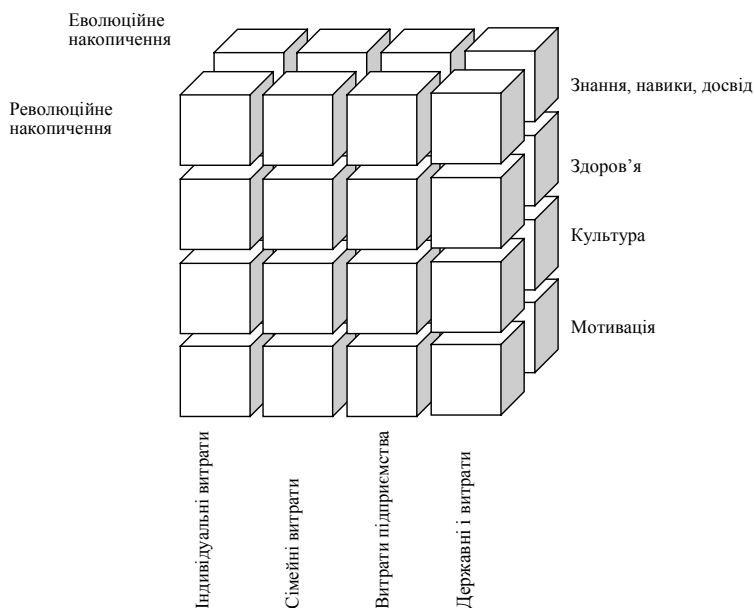 Еволюційне
накопичення
Революційне
накопичення
Знання, навики, досвід
Здоров’я
Культура
Мотивація
Індивідуальні витрати
Сімейні витрати
Витрати підприємства
Державні і витрати